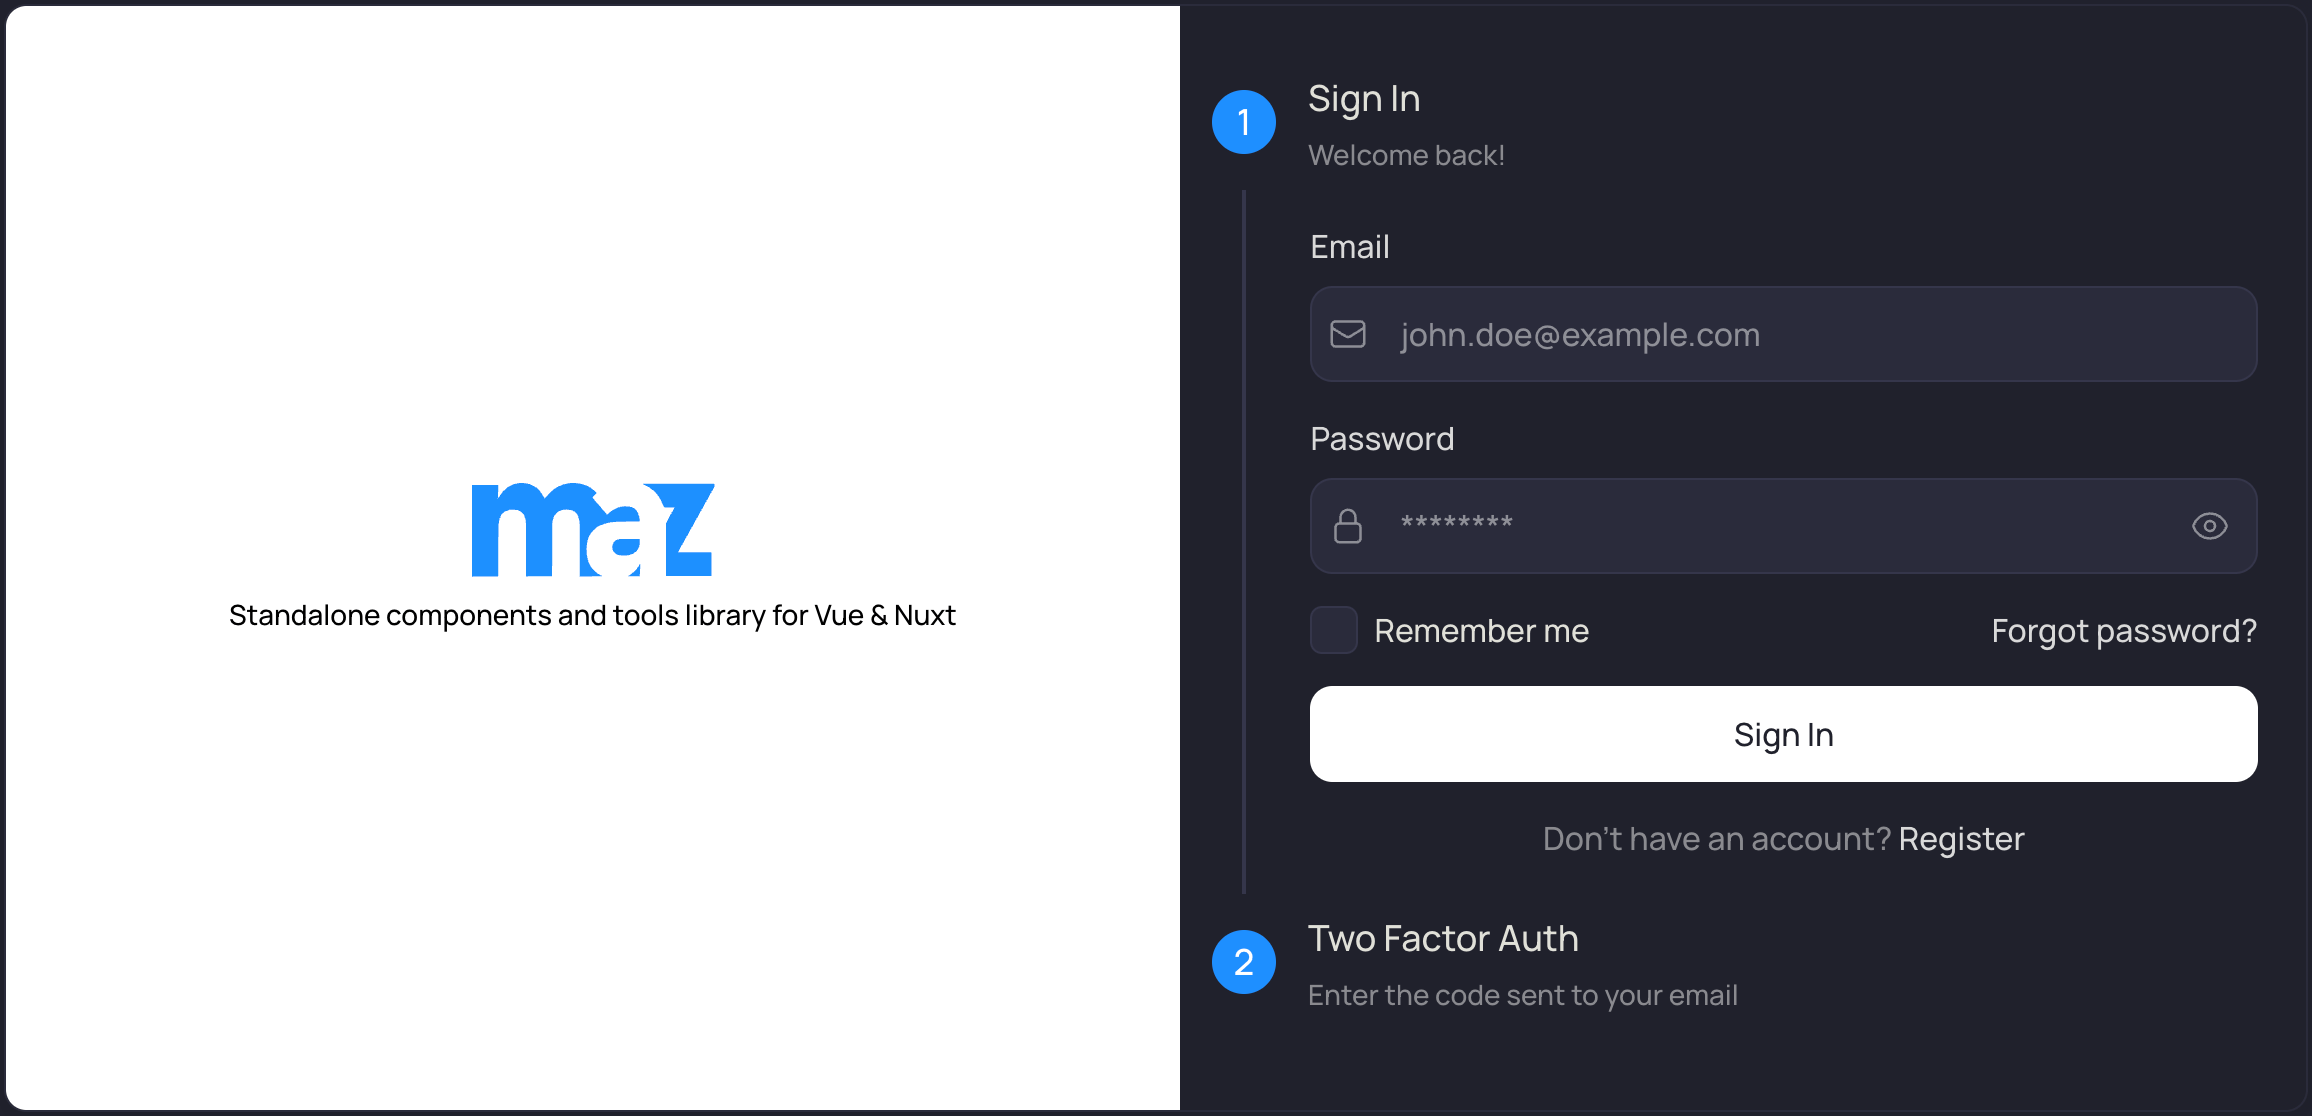 maz
Standalone components and tools library for Vue & Nuxt
1
Sign In
Welcome back!
Email
john.doe@example.com
Password
********
Remember me
Forgot password?
Sign In
Don't have an account? Register
2
Two Factor Auth
Enter the code sent to your email